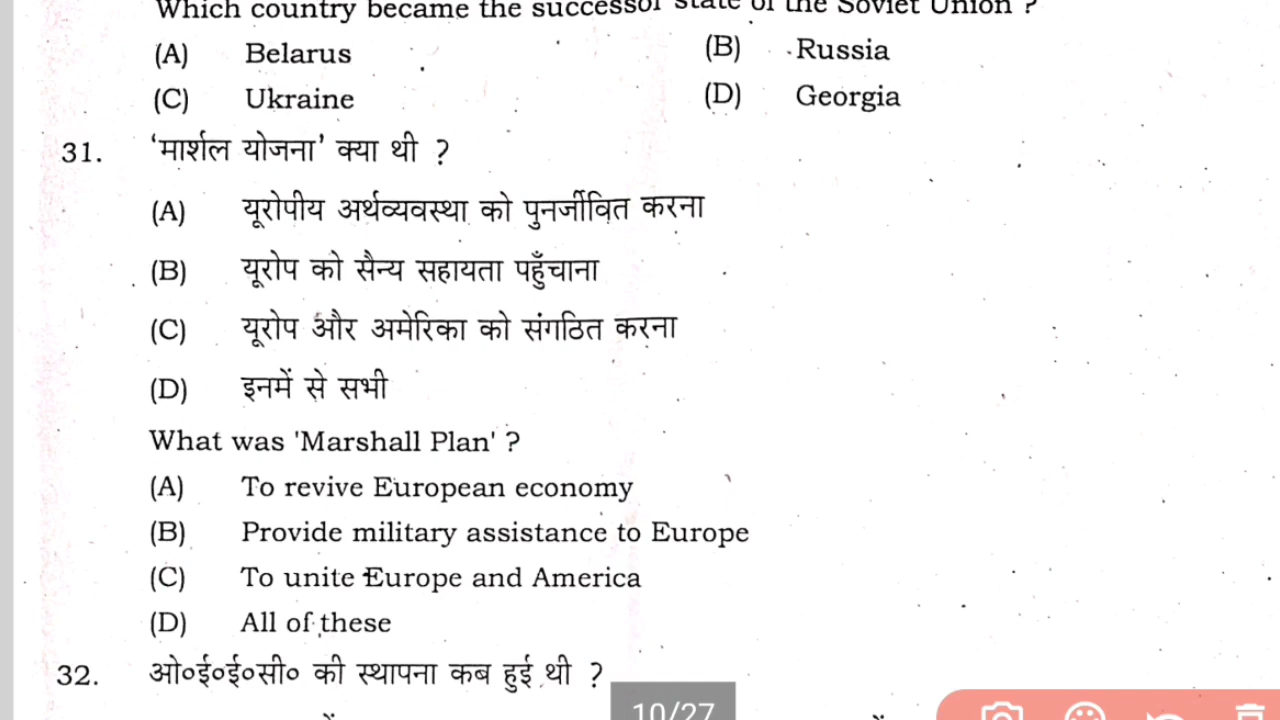 Which country became the successor state of the Soviet Union ?
(A) Belarus (B) Russia
(C) Ukraine (D) Georgia
31. 'मार्शल योजना' क्या थी ?
(A) यूरोपीय अर्थव्यवस्था को पुनर्जीवित करना
(B) यूरोप को सैन्य सहायता पहुँचाना
(C) यूरोप और अमेरिका को संगठित करना
(D) इनमें से सभी
What was 'Marshall Plan' ?
(A) To revive European economy
(B) Provide military assistance to Europe
(C) To unite Europe and America
(D) All of these
32. ओ०ई०ई०सी० की स्थापना कब हुई थी ?
10/27